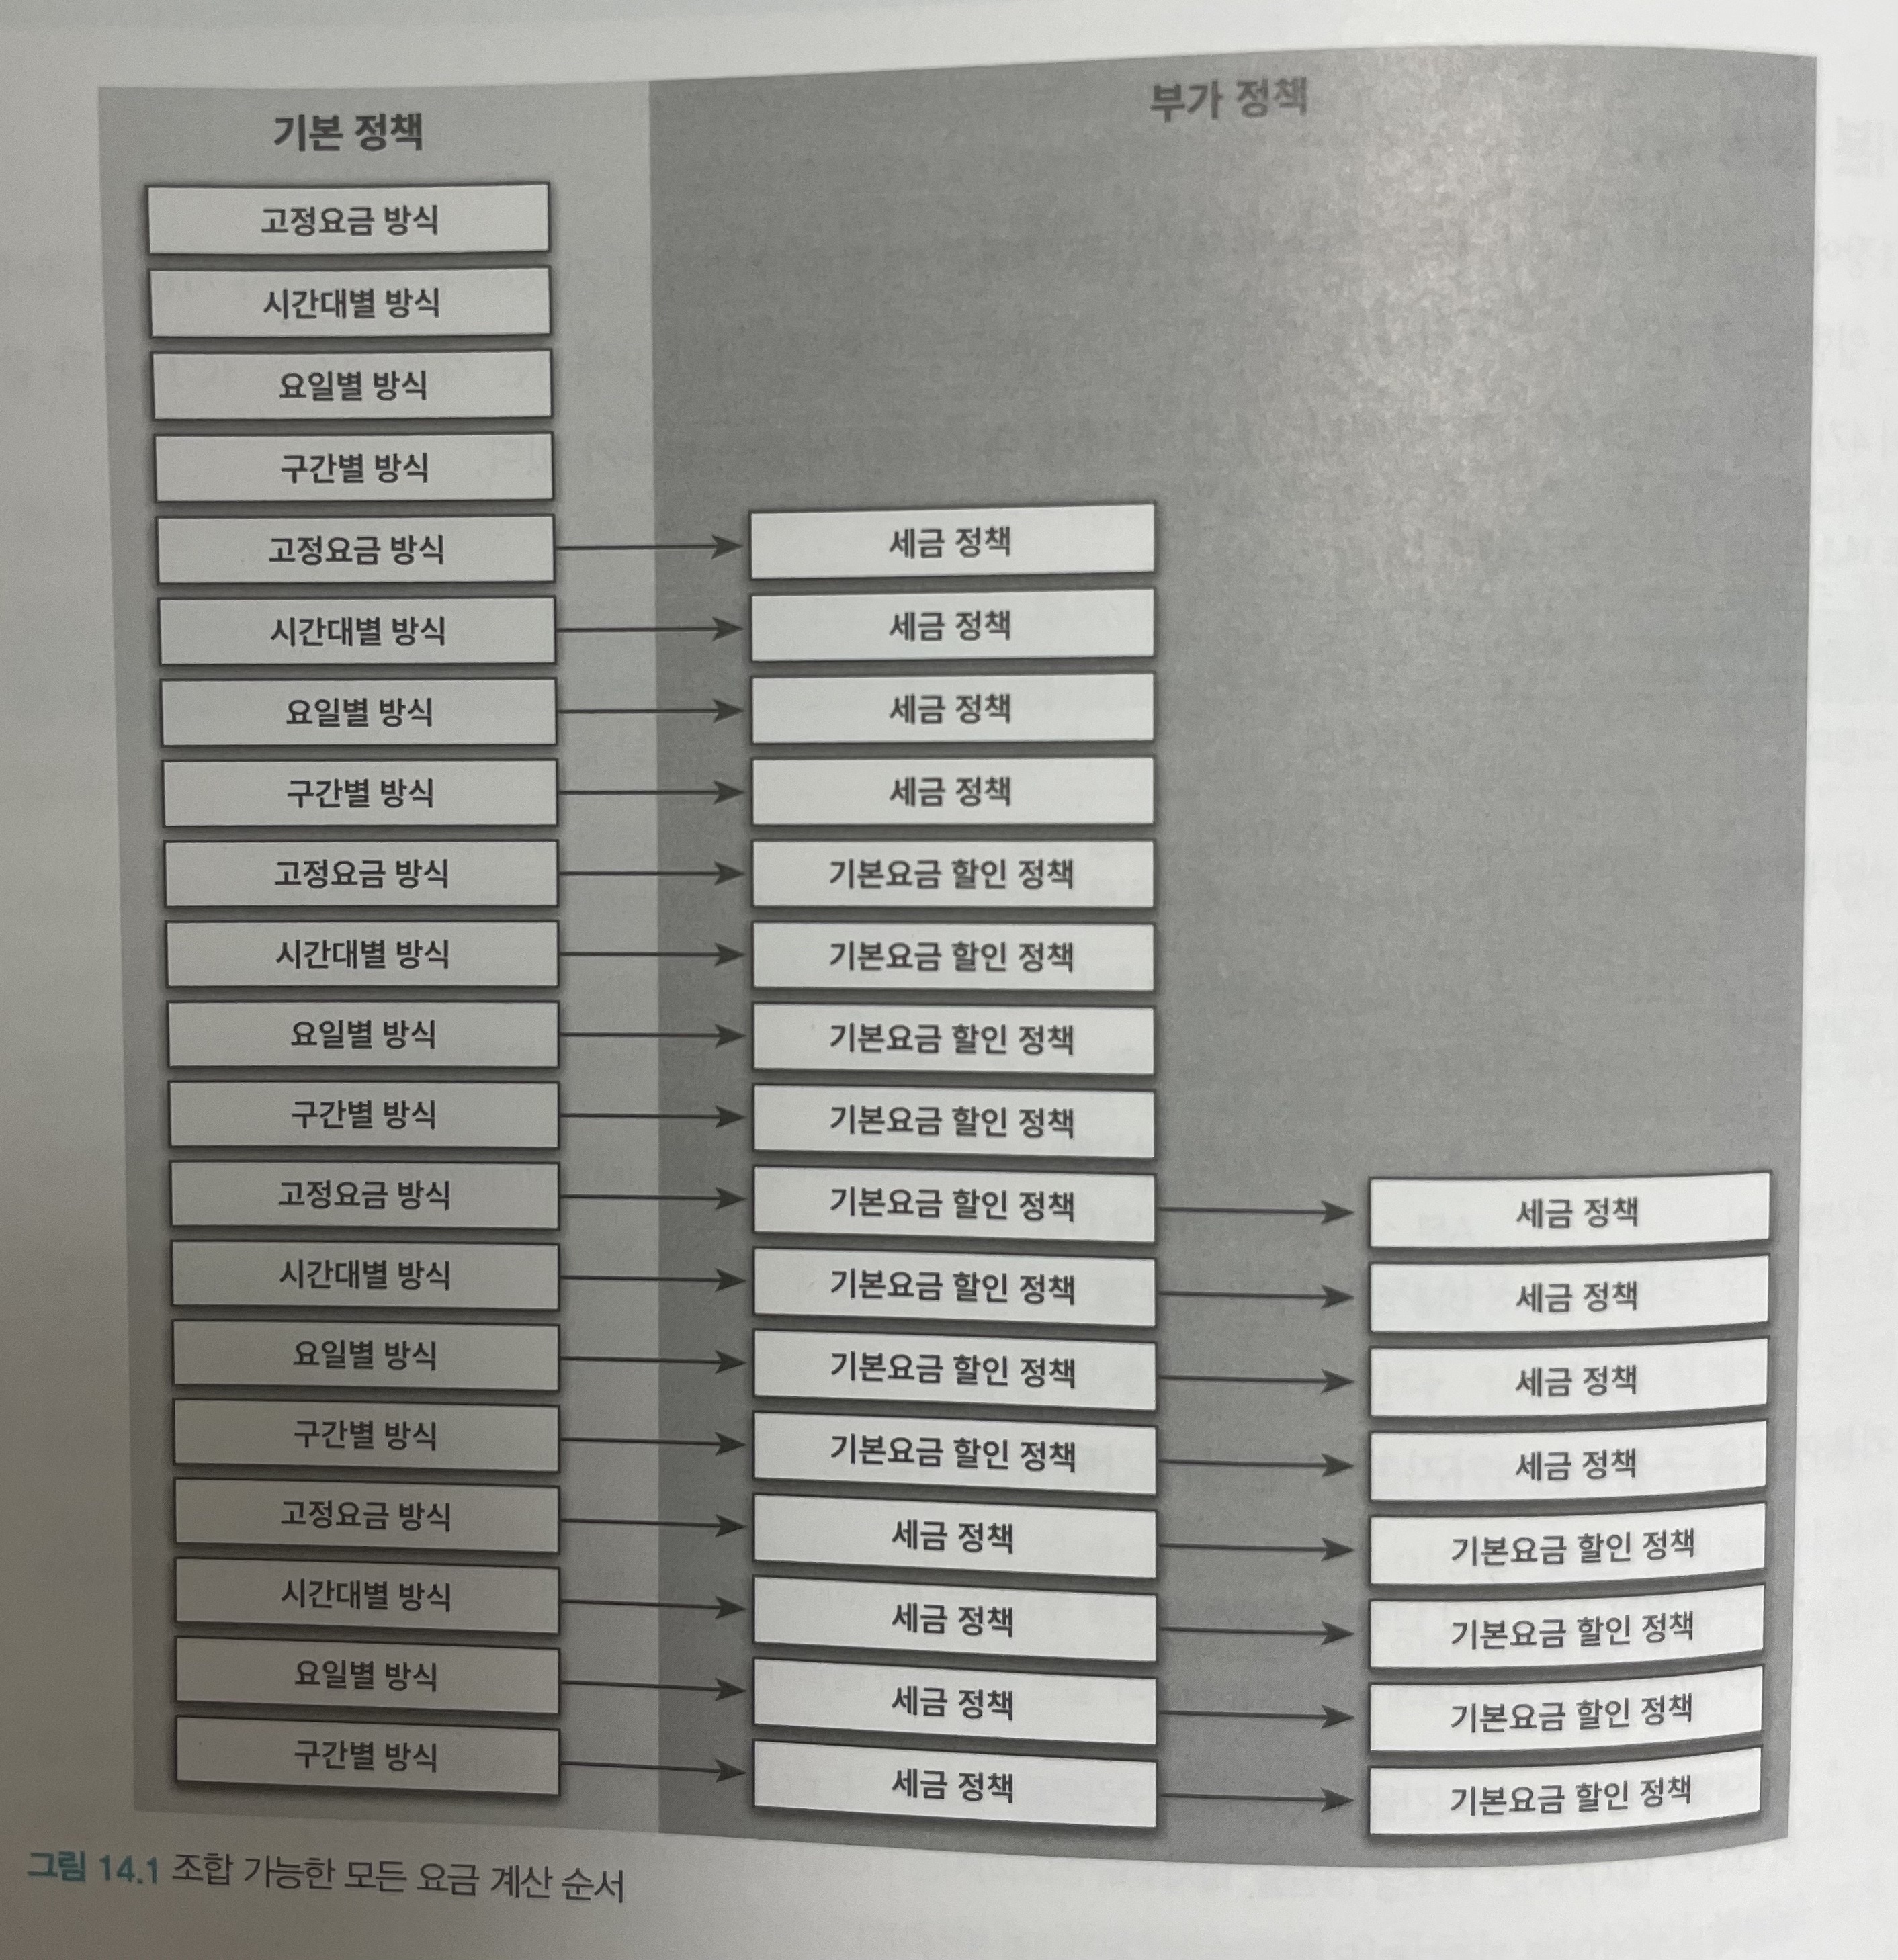 기본 정책
부가 정책
고정요금 방식
시간대별 방식
요일별 방식
구간별 방식
고정요금 방식 세금 정책
시간대별 방식 세금 정책
요일별 방식 세금 정책
구간별 방식 세금 정책
고정요금 방식 기본요금 할인 정책
시간대별 방식 기본요금 할인 정책
요일별 방식 기본요금 할인 정책
구간별 방식 기본요금 할인 정책
고정요금 방식 기본요금 할인 정책 세금 정책
시간대별 방식 기본요금 할인 정책 세금 정책
요일별 방식 기본요금 할인 정책 세금 정책
구간별 방식 기본요금 할인 정책 세금 정책
고정요금 방식 세금 정책 기본요금 할인 정책
시간대별 방식 세금 정책 기본요금 할인 정책
요일별 방식 세금 정책 기본요금 할인 정책
구간별 방식 세금 정책 기본요금 할인 정책
그림 14.1 조합 가능한 모든 요금 계산 순서